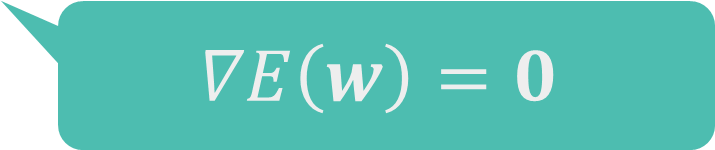 ∇E(w) = 0